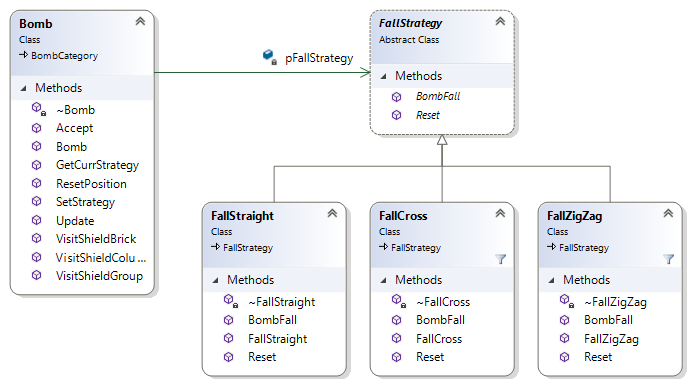 Bomb
Class
BombCategory
Methods
~Bomb
Accept
Bomb
GetCurrStrategy
ResetPosition
SetStrategy
Update
VisitShieldBrick
VisitShieldColu ...
VisitShieldGroup
pFallStrategy
FallStrategy
Abstract Class
Methods
BombFall
Reset
FallStraight
Class
FallStrategy
Methods
~FallStraight
BombFall
FallStraight
Reset
FallCross
Class
FallStrategy
Methods
~FallCross
BombFall
FallCross
Reset
FallZigZag
Class
FallStrategy
Methods
~FallZigZag
BombFall
FallZigZag
Reset